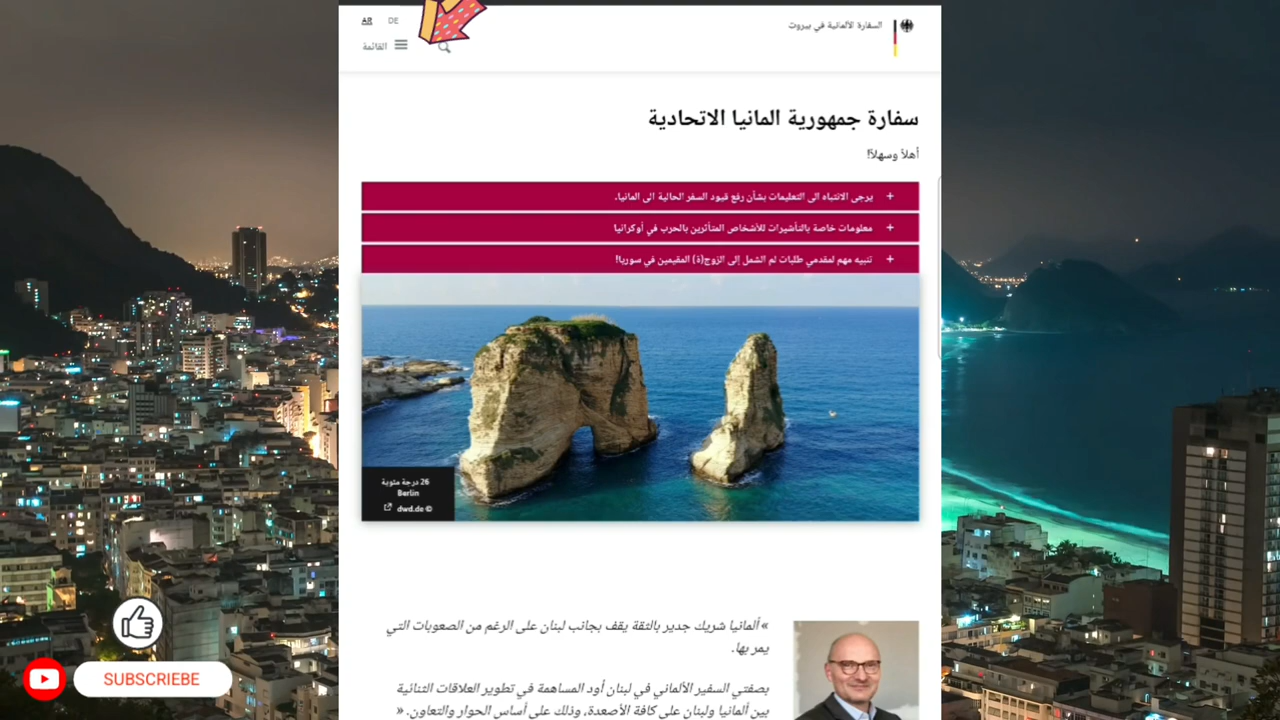 AR DE
القائمة
السفارة الألمانية في بيروت
سفارة جمهورية المانيا الاتحادية
أهلاً وسهلاً!
يرجى الانتباه الى التعليمات بشأن رفع قيود السفر الحالية الى المانيا.
معلومات خاصة بالتأشيرات للأشخاص المتأثرين بالحرب في أوكرانيا
تنبيه مهم لمقدمي طلبات لم الشمل إلى الزوج(ة) المقيمين في سوريا!
26 درجة مئوية
Berlin
© dwd.de
» ألمانيا شريك جدير بالثقة يقف بجانب لبنان على الرغم من الصعوبات التي
يمر بها.
بصفتي السفير الألماني في لبنان أود المساهمة في تطوير العلاقات الثنائية
بين ألمانيا ولبنان على كافة الأصعدة، وذلك على أساس الحوار والتعاون. «
SUBSCRIEBE